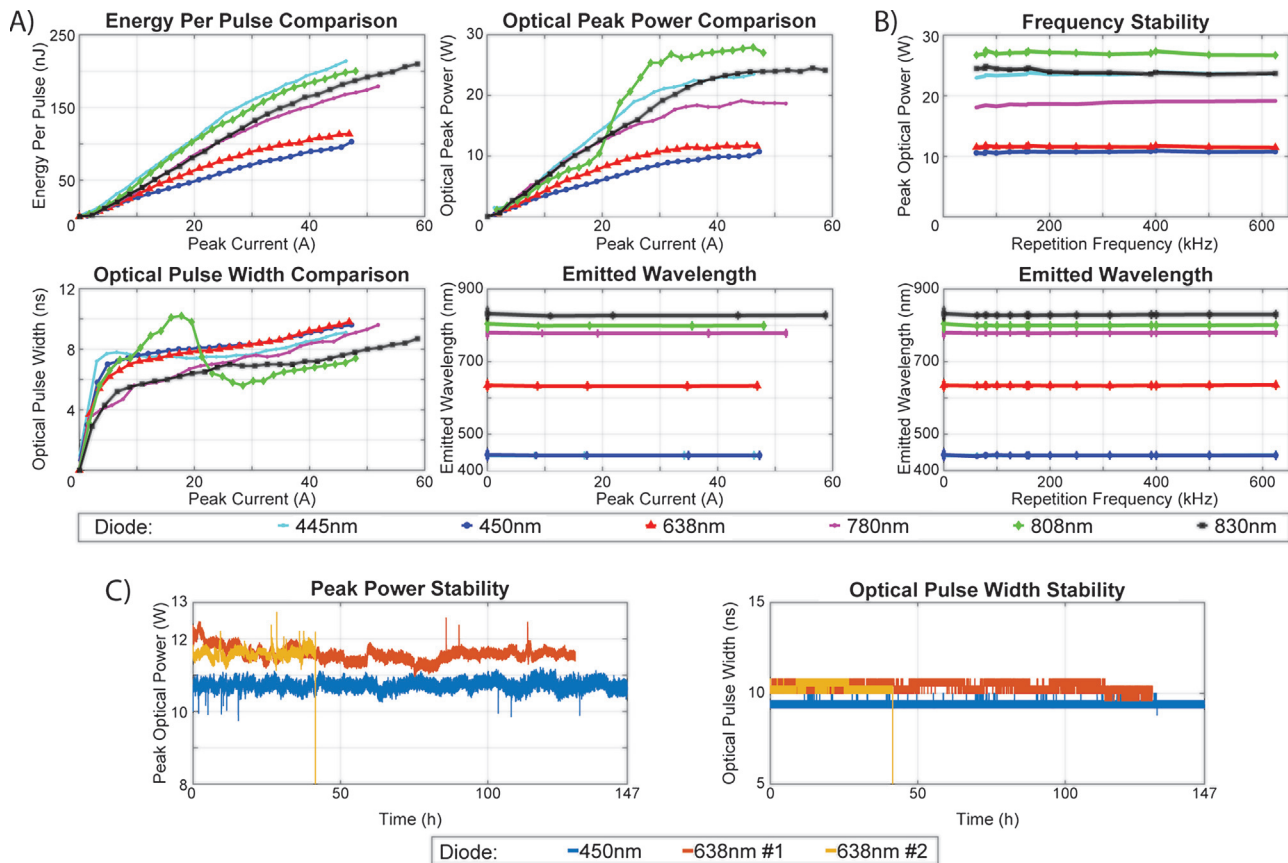 A)
Energy Per Pulse Comparison
Energy Per Pulse (nJ)
250
150
50
0
0 20 40 60
Peak Current (A)
Optical Peak Power Comparison
Optical Peak Power (W)
30
20
10
0
0 20 40 60
Peak Current (A)
B)
Frequency Stability
Peak Optical Power (W)
30
20
10
0
200 400 600
Repetition Frequency (kHz)
Optical Pulse Width Comparison
Optical Pulse Width (ns)
12
8
4
0 20 40 60
Peak Current (A)
Emitted Wavelength
Emitted Wavelength (nm)
900
700
500
400
0 20 40 60
Peak Current (A)
Emitted Wavelength
Emitted Wavelength (nm)
900
700
500
400
0 200 400 600
Repetition Frequency (kHz)
Diode: 445nm 450nm 638nm 780nm 808nm 830nm
C)
Peak Power Stability
Peak Optical Power (W)
13
12
10
8
0 50 100 147
Time (h)
Optical Pulse Width Stability
Optical Pulse Width (ns)
15
10
5
0 50 100 147
Time (h)
Diode: 450nm 638nm #1 638nm #2